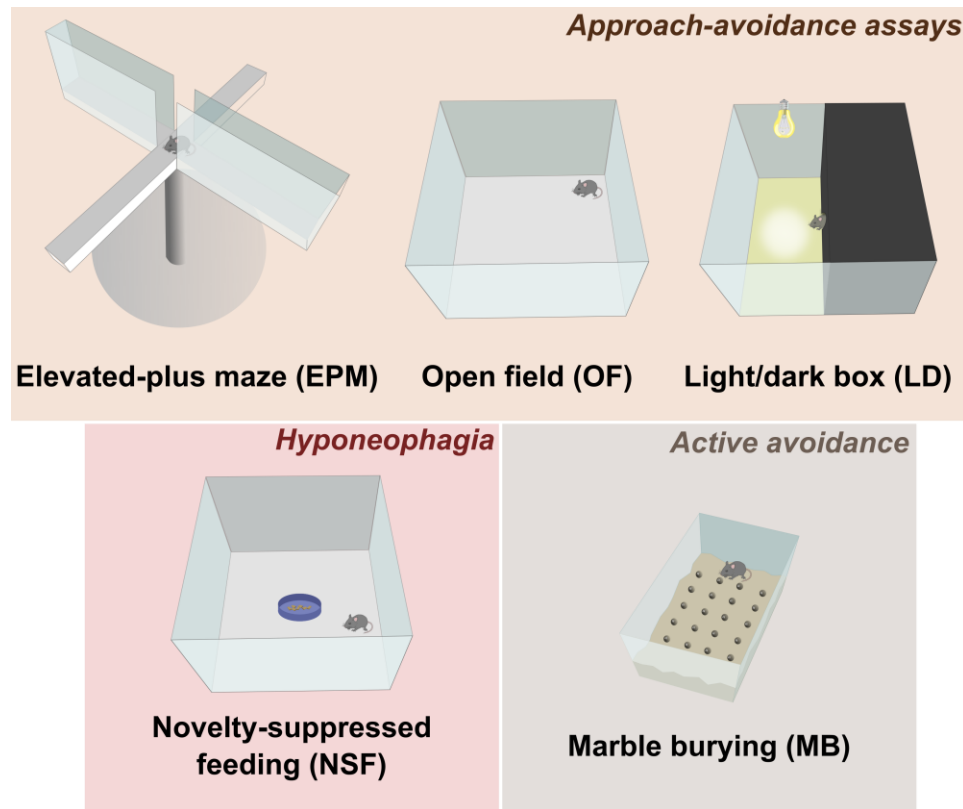 Approach-avoidance assays
Elevated-plus maze (EPM)
Open field (OF)
Light/dark box (LD)
Hyponeophagia
Novelty-suppressed
feeding (NSF)
Active avoidance
Marble burying (MB)